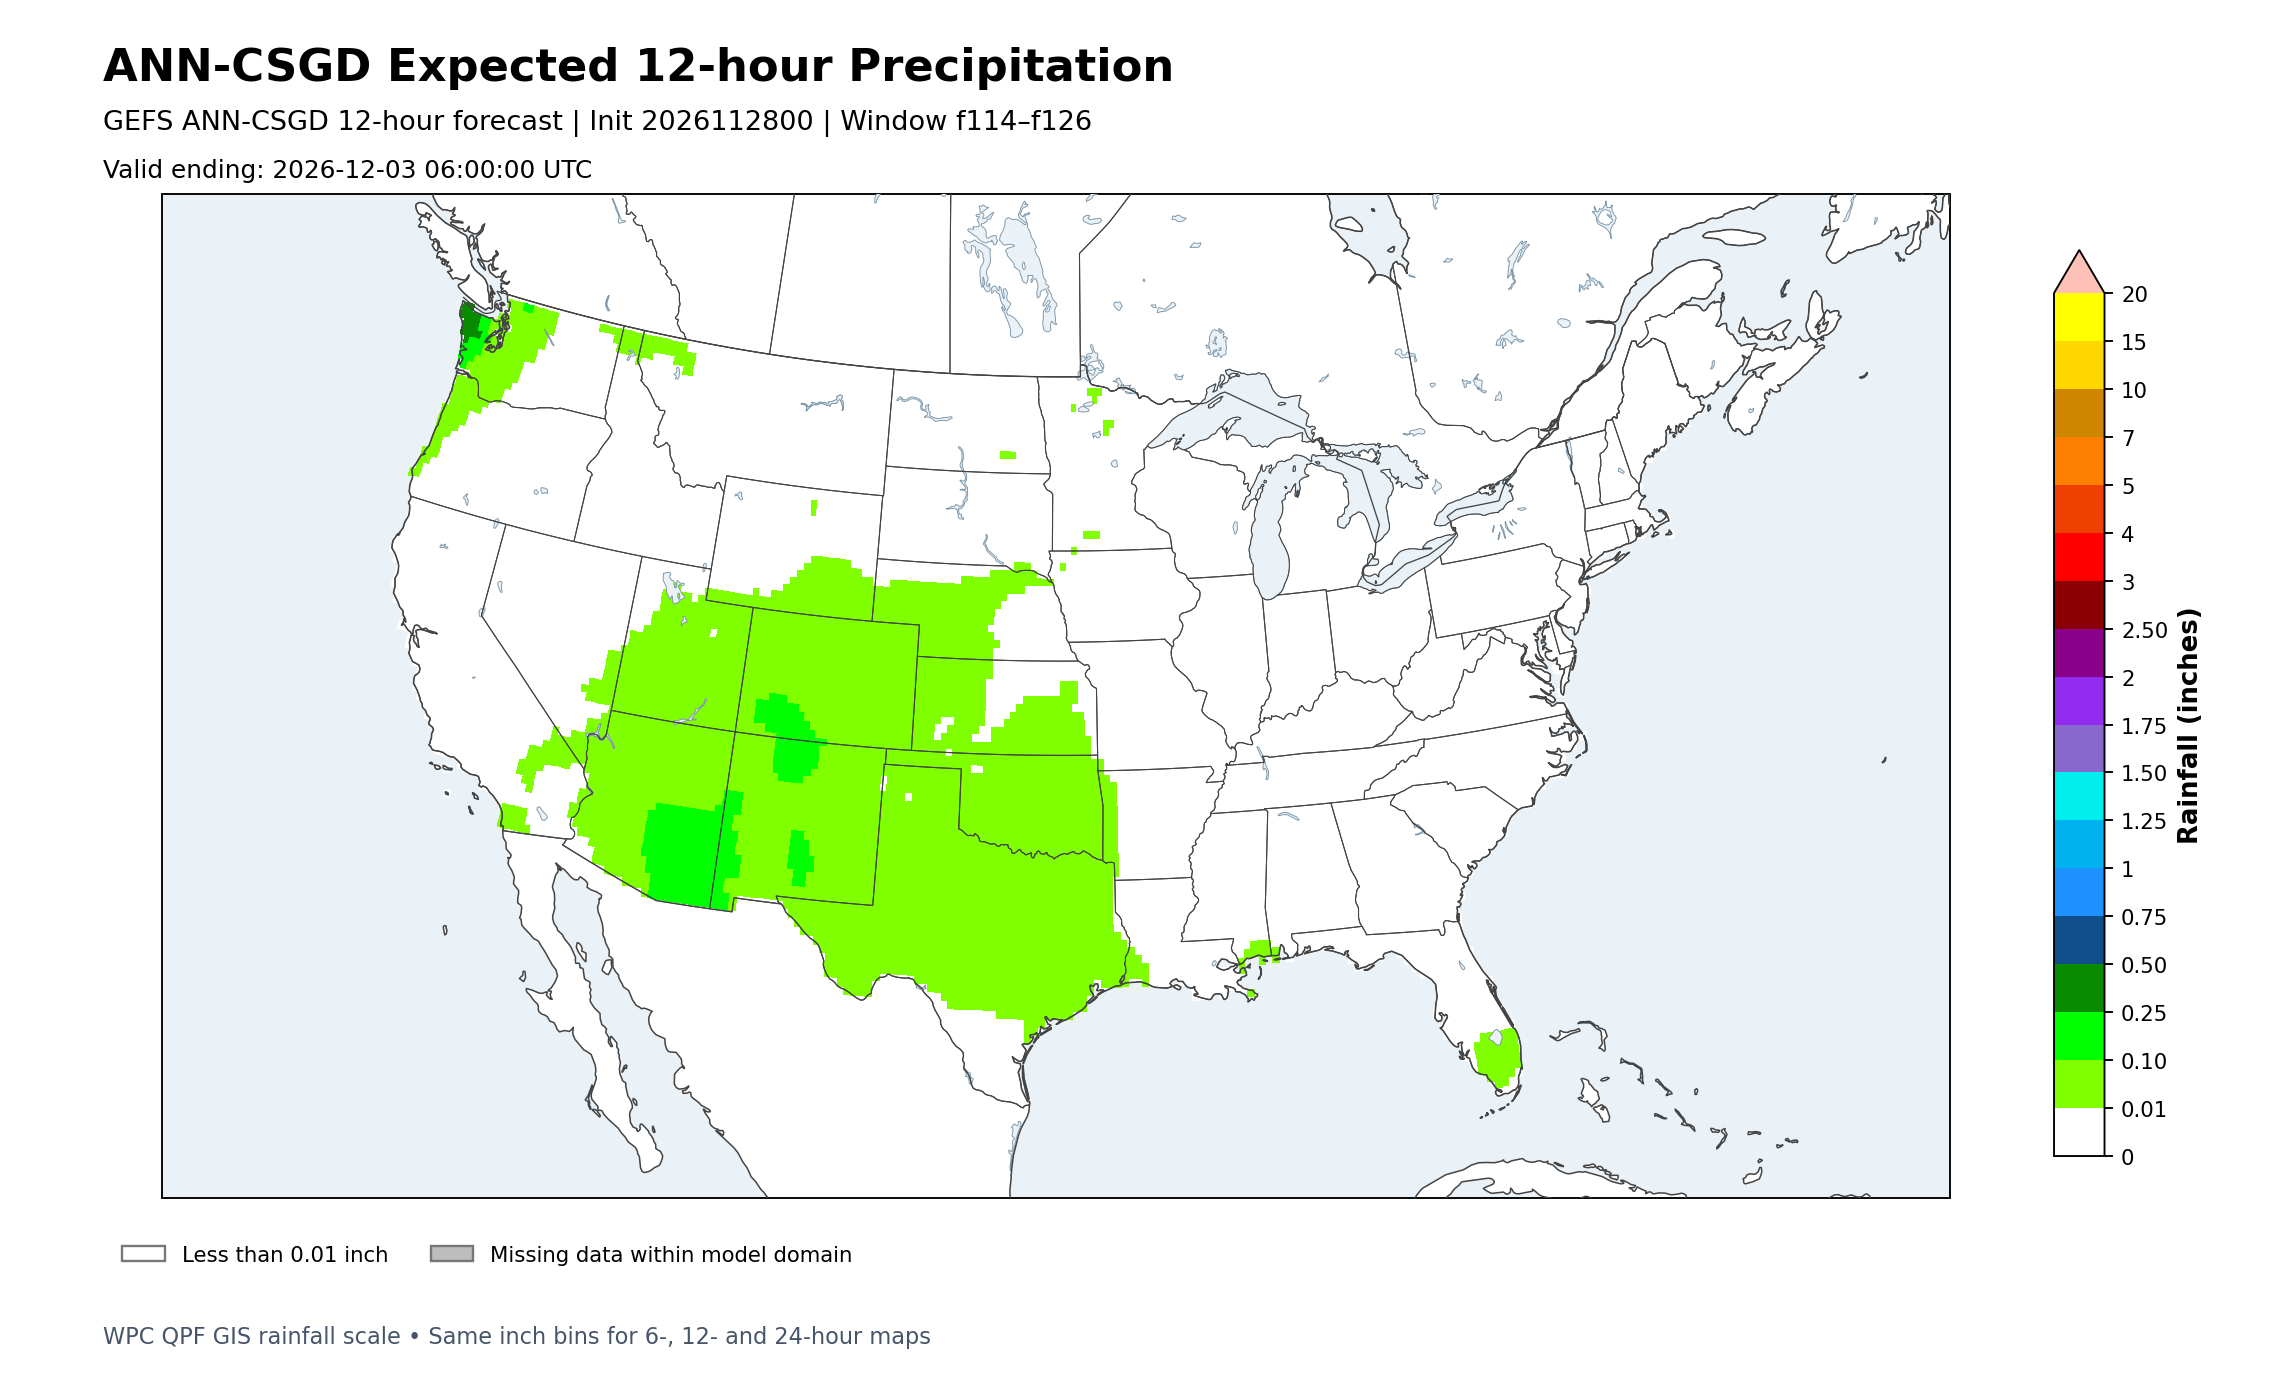 ANN-CSGD Expected 12-hour Precipitation
GEFS ANN-CSGD 12-hour forecast | Init 2026112800 | Window f114–f126
Valid ending: 2026-12-03 06:00:00 UTC
20
15
10
7
5
4
3
2.50
2
1.75
1.50
1.25
1
0.75
0.50
0.25
0.10
0.01
0
Rainfall (inches)
Less than 0.01 inch
Missing data within model domain
WPC QPF GIS rainfall scale • Same inch bins for 6-, 12- and 24-hour maps